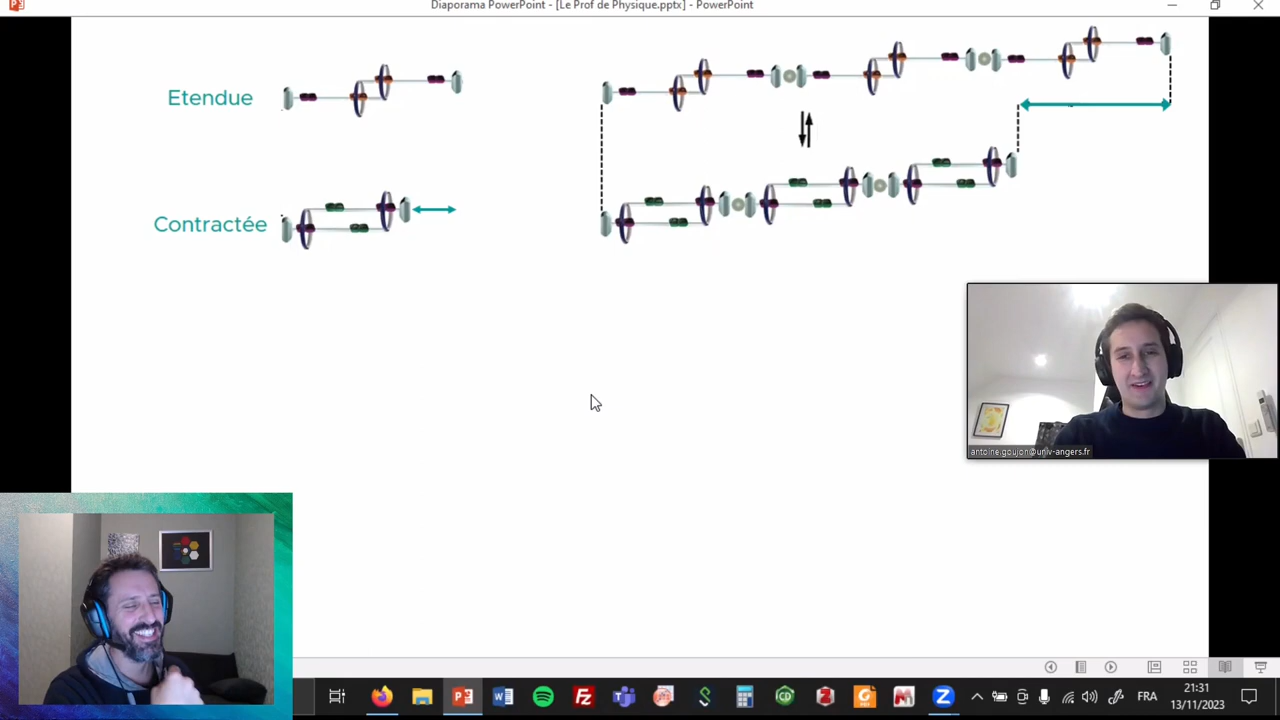 Diaporama PowerPoint - [Le Prof de Physique.pptx] - PowerPoint
Etendue
Contractée
antoine.goujon@univ-angers.fr
FRA
21:31
13/11/2023